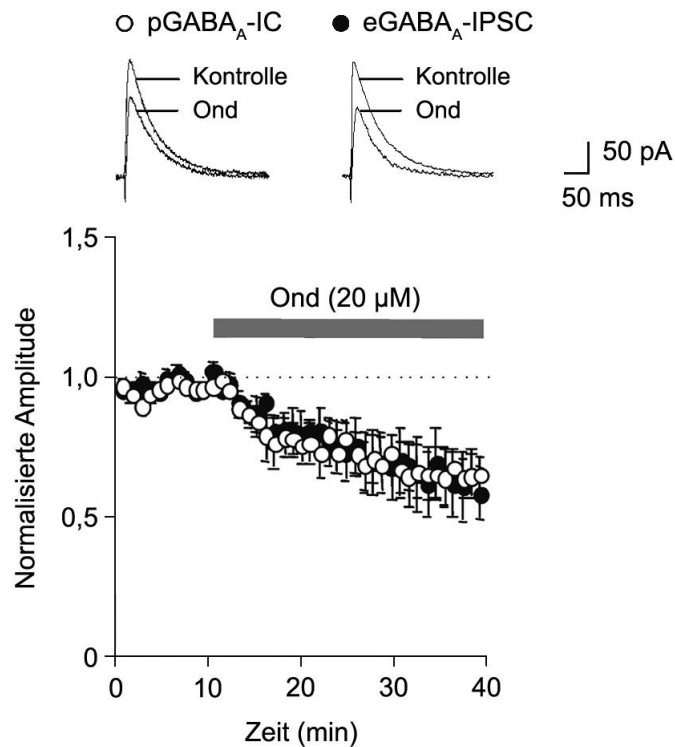 pGABA_A-IC
eGABA_A-IPSC
Kontrolle
Ond
Kontrolle
Ond
50 pA
50 ms
1,5
Ond (20 µM)
1,0
0,5
0
Normalisierte Amplitude
0
10
20
30
40
Zeit (min)